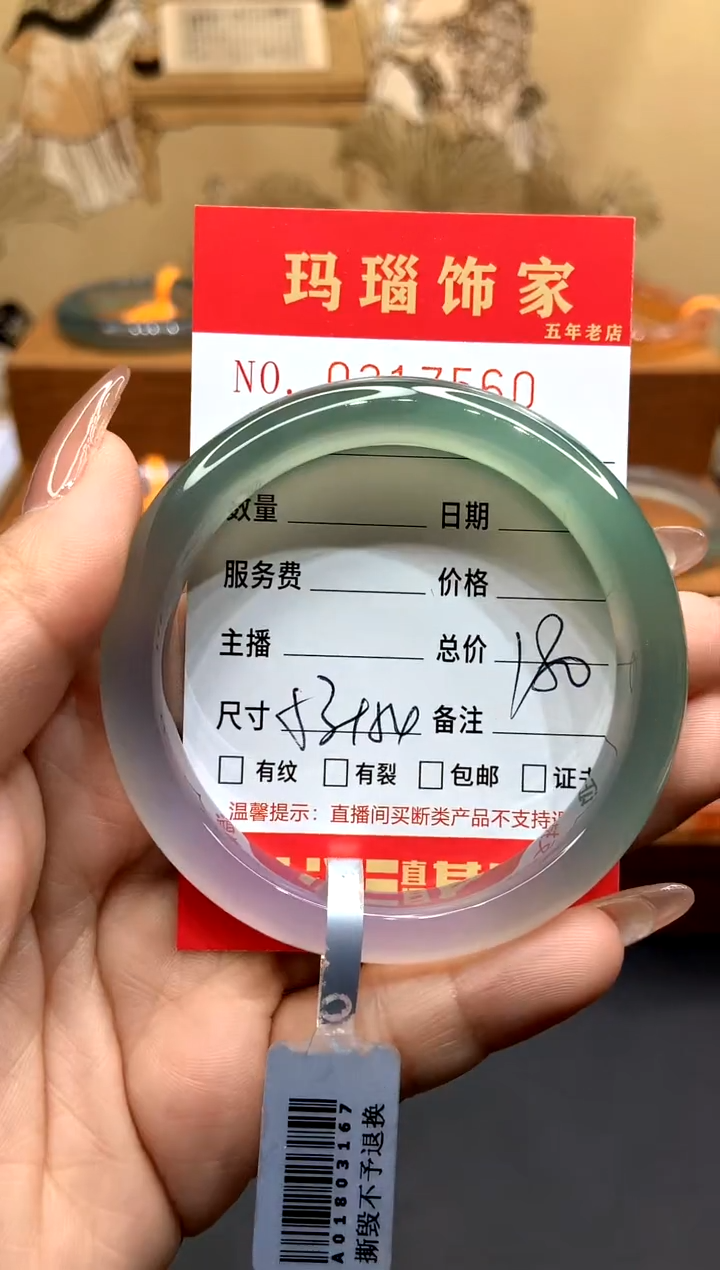 玛瑙饰家
五年老店
NO. 0317560
数量 日期
服务费 价格
主播 总价 180
尺寸 备注
□ 有纹 □ 有裂 □ 包邮 □ 证
温馨提示：直播间买断类产品不支持
A01803167
撕毁不予退换